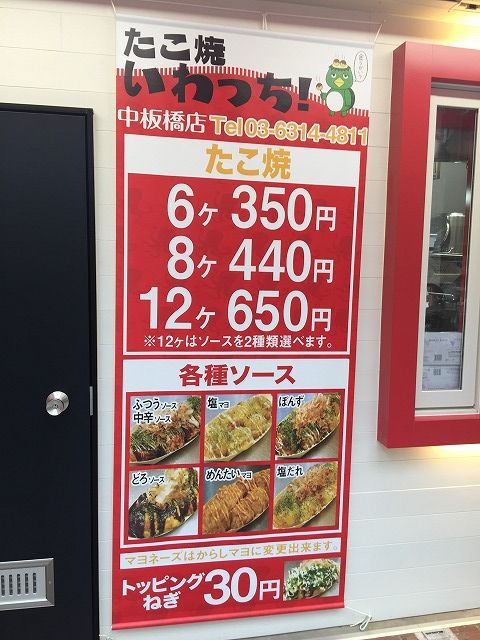 たこ焼
いわっち!
中板橋店 Tel 03-6314-4811
たこ焼
6ヶ 350円
8ヶ 440円
12ヶ 650円
※12ヶはソースを2種類選べます。
各種ソース
ふつうソース
中辛ソース
塩マヨ
ぽんず
どろソース
めんたいマヨ
塩だれ
マヨネーズはからしマヨに変更出来ます。
トッピング
ねぎ 30円